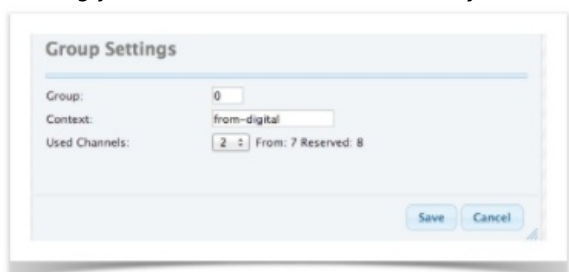 Group Settings
Group: 0
Context: from-digital
Used Channels: 2 From: 7 Reserved: 8
Save Cancel